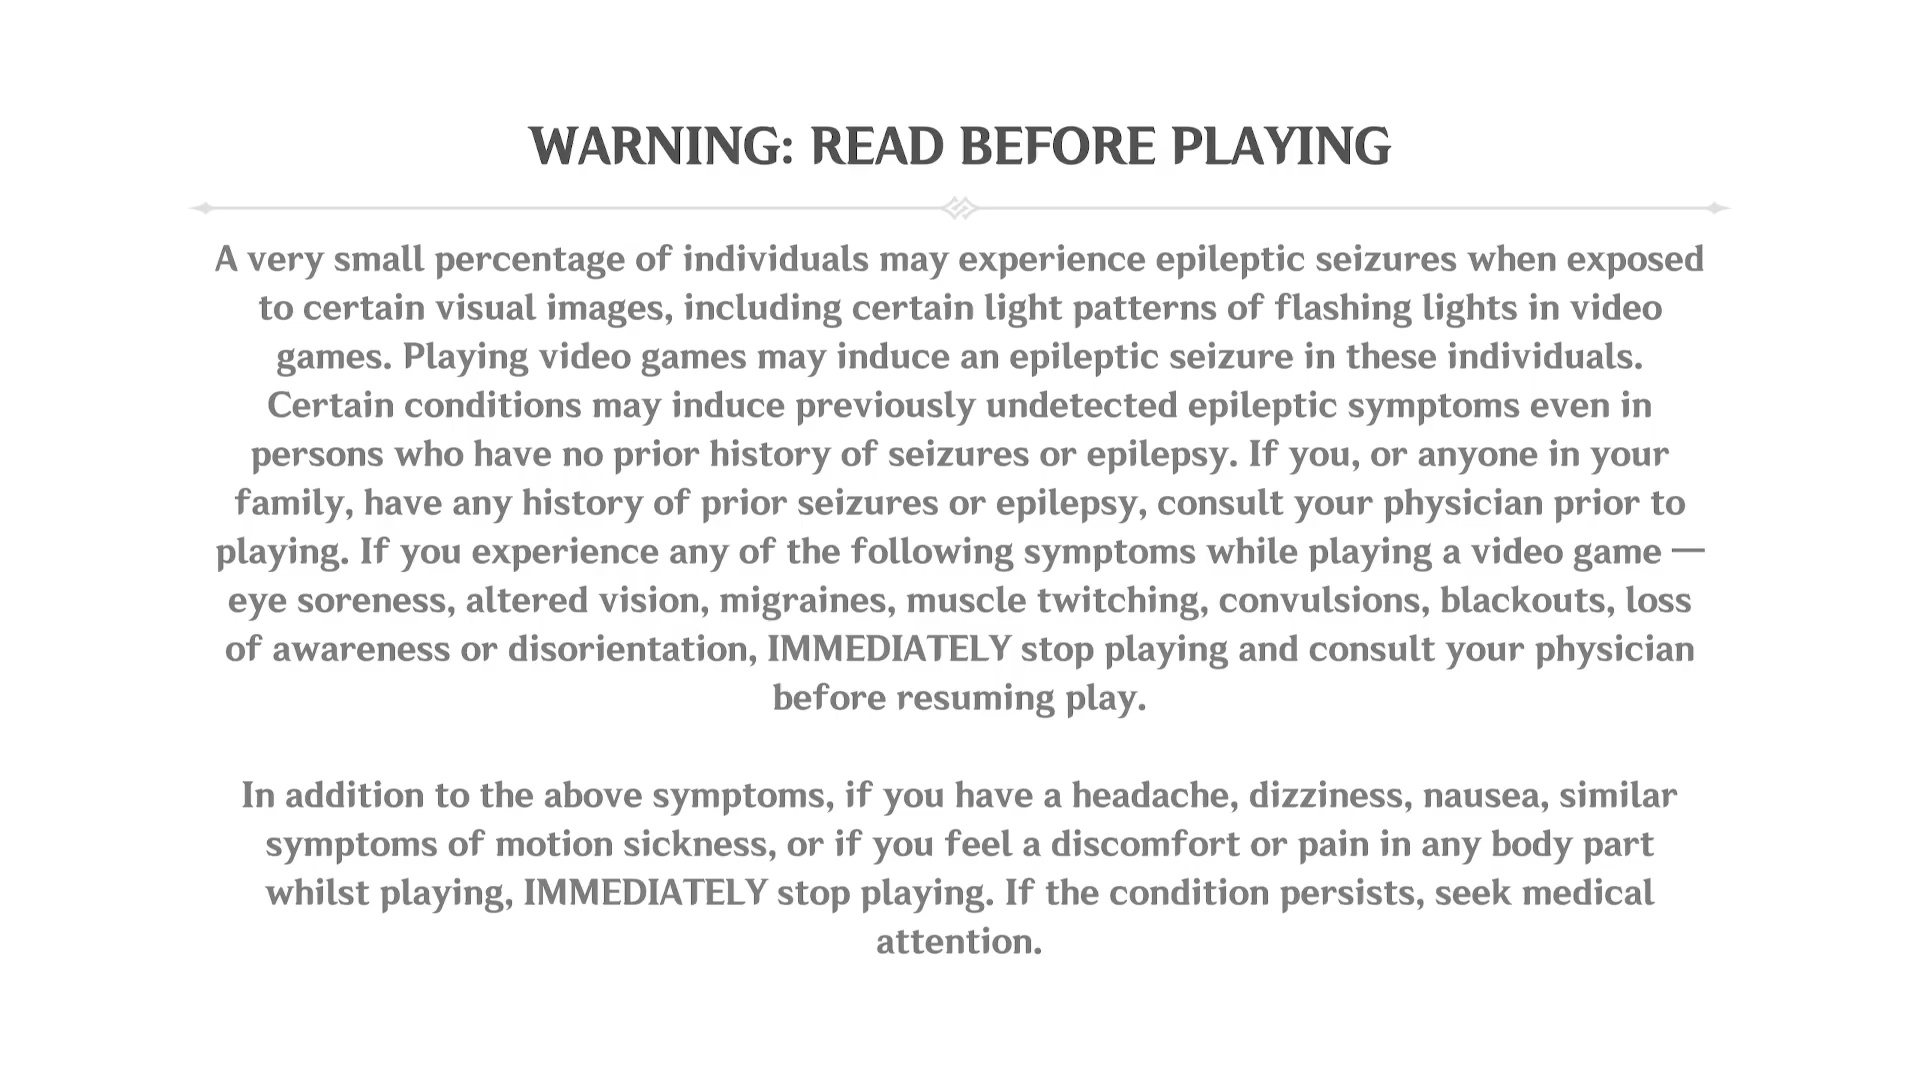 WARNING: READ BEFORE PLAYING
A very small percentage of individuals may experience epileptic seizures when exposed
to certain visual images, including certain light patterns of flashing lights in video
games. Playing video games may induce an epileptic seizure in these individuals.
Certain conditions may induce previously undetected epileptic symptoms even in
persons who have no prior history of seizures or epilepsy. If you, or anyone in your
family, have any history of prior seizures or epilepsy, consult your physician prior to
playing. If you experience any of the following symptoms while playing a video game —
eye soreness, altered vision, migraines, muscle twitching, convulsions, blackouts, loss
of awareness or disorientation, IMMEDIATELY stop playing and consult your physician
before resuming play.
In addition to the above symptoms, if you have a headache, dizziness, nausea, similar
symptoms of motion sickness, or if you feel a discomfort or pain in any body part
whilst playing, IMMEDIATELY stop playing. If the condition persists, seek medical
attention.